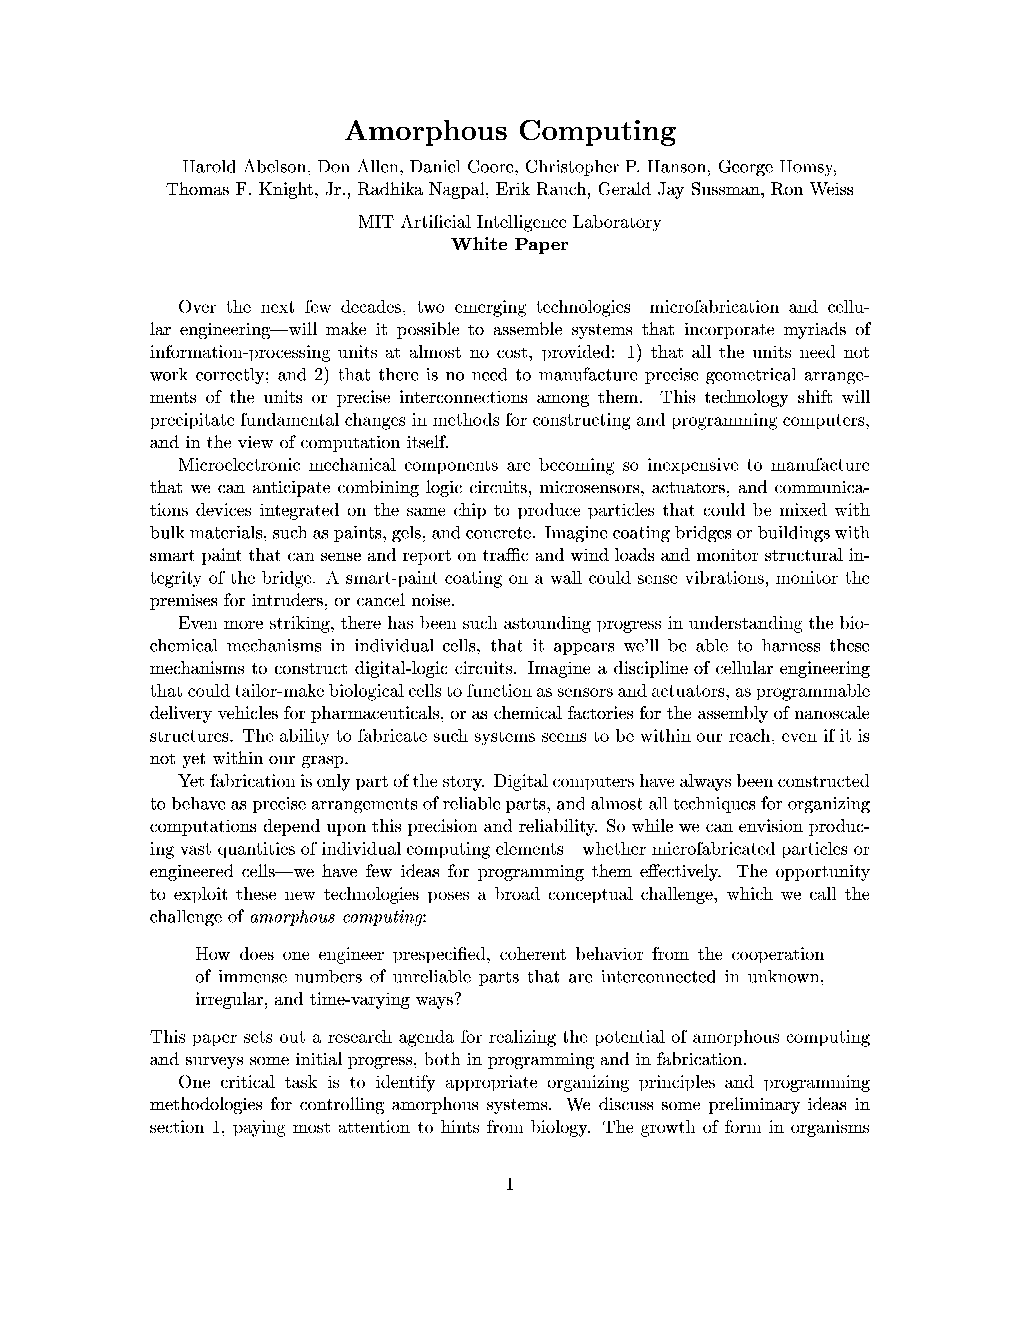 Amorphous Computing
Harold Abelson, Don Allen, Daniel Coore, Christopher P. Hanson, George Homsy,
Thomas F. Knight, Jr., Radhika Nagpal, Erik Rauch, Gerald Jay Sussman, Ron Weiss
MIT Artificial Intelligence Laboratory
White Paper
Over the next few decades, two emerging technologies—microfabrication and cellu-
lar engineering—will make it possible to assemble systems that incorporate myriads of
information-processing units at almost no cost, provided: 1) that all the units need not
work correctly; and 2) that there is no need to manufacture precise geometrical arrange-
ments of the units or precise interconnections among them. This technology shift will
precipitate fundamental changes in methods for constructing and programming computers,
and in the view of computation itself.
Microelectronic mechanical components are becoming so inexpensive to manufacture
that we can anticipate combining logic circuits, microsensors, actuators, and communica-
tions devices integrated on the same chip to produce particles that could be mixed with
bulk materials, such as paints, gels, and concrete. Imagine coating bridges or buildings with
smart paint that can sense and report on traffic and wind loads and monitor structural in-
tegrity of the bridge. A smart-paint coating on a wall could sense vibrations, monitor the
premises for intruders, or cancel noise.
Even more striking, there has been such astounding progress in understanding the bio-
chemical mechanisms in individual cells, that it appears we'll be able to harness these
mechanisms to construct digital-logic circuits. Imagine a discipline of cellular engineering
that could tailor-make biological cells to function as sensors and actuators, as programmable
delivery vehicles for pharmaceuticals, or as chemical factories for the assembly of nanoscale
structures. The ability to fabricate such systems seems to be within our reach, even if it is
not yet within our grasp.
Yet fabrication is only part of the story. Digital computers have always been constructed
to behave as precise arrangements of reliable parts, and almost all techniques for organizing
computations depend upon this precision and reliability. So while we can envision produc-
ing vast quantities of individual computing elements—whether microfabricated particles or
engineered cells—we have few ideas for programming them effectively. The opportunity
to exploit these new technologies poses a broad conceptual challenge, which we call the
challenge of amorphous computing:
How does one engineer prespecified, coherent behavior from the cooperation
of immense numbers of unreliable parts that are interconnected in unknown,
irregular, and time-varying ways?
This paper sets out a research agenda for realizing the potential of amorphous computing
and surveys some initial progress, both in programming and in fabrication.
One critical task is to identify appropriate organizing principles and programming
methodologies for controlling amorphous systems. We discuss some preliminary ideas in
section 1, paying most attention to hints from biology. The growth of form in organisms
1